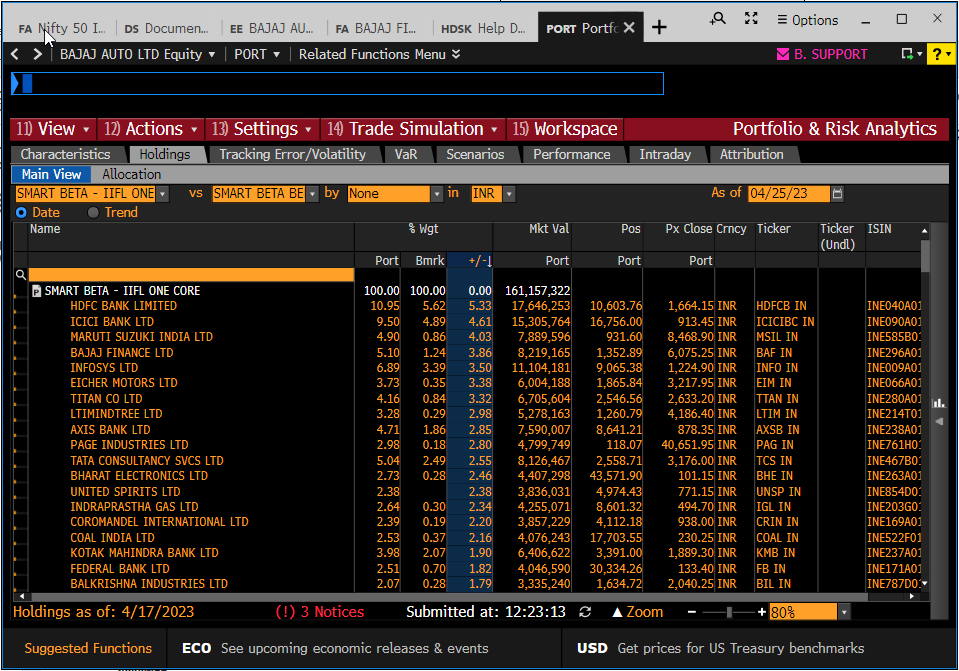 FA Nifty 50 I... DS Documen... EE BAJAJ AU... FA BAJAJ FI... HDSK Help D... PORT Portfo Options
BAJAJ AUTO LTD Equity PORT Related Functions Menu B. SUPPORT ?
11) View 12) Actions 13) Settings 14) Trade Simulation 15) Workspace Portfolio & Risk Analytics
Characteristics Holdings Tracking Error/Volatility VaR Scenarios Performance Intraday Attribution
Main View Allocation
SMART BETA - IIFL ONE vs SMART BETA BE by None in INR As of 04/25/23
Date Trend
Name % Wgt Mkt Val Pos Px Close Crncy Ticker Ticker ISIN
(Undl)
Port Bmrk +/- Port Port Port
SMART BETA - IIFL ONE CORE 100.00 100.00 0.00 161,157,322
HDFC BANK LIMITED 10.95 5.62 5.33 17,646,253 10,603.76 1,664.15 INR HDFCB IN INE040A01
ICICI BANK LTD 9.50 4.89 4.61 15,305,764 16,756.00 913.45 INR ICICIBC IN INE090A01
MARUTI SUZUKI INDIA LTD 4.90 0.86 4.03 7,889,596 931.60 8,468.90 INR MSIL IN INE585B01
BAJAJ FINANCE LTD 5.10 1.24 3.86 8,219,165 1,352.89 6,075.25 INR BAF IN INE296A01
INFOSYS LTD 6.89 3.39 3.50 11,104,181 9,065.38 1,224.90 INR INFO IN INE009A01
EICHER MOTORS LTD 3.73 0.35 3.38 6,004,188 1,865.84 3,217.95 INR EIM IN INE066A01
TITAN CO LTD 4.16 0.84 3.32 6,705,604 2,546.56 2,633.20 INR TTAN IN INE280A01
LTIMINDTREE LTD 3.28 0.29 2.98 5,278,163 1,260.79 4,186.40 INR LTIM IN INE214T01
AXIS BANK LTD 4.71 1.86 2.85 7,590,007 8,641.21 878.35 INR AXSB IN INE238A01
PAGE INDUSTRIES LTD 2.98 0.18 2.80 4,799,749 118.07 40,651.95 INR PAG IN INE761H01
TATA CONSULTANCY SVCS LTD 5.04 2.49 2.55 8,126,467 2,558.71 3,176.00 INR TCS IN INE467B01
BHARAT ELECTRONICS LTD 2.73 0.28 2.46 4,407,298 43,571.90 101.15 INR BHE IN INE263A01
UNITED SPIRITS LTD 2.38 2.38 3,836,031 4,974.43 771.15 INR UNSP IN INE854D01
INDRAPRASTHA GAS LTD 2.64 0.30 2.34 4,255,071 8,601.32 494.70 INR IGL IN INE203G01
COROMANDEL INTERNATIONAL LTD 2.39 0.19 2.20 3,857,229 4,112.18 938.00 INR CRIN IN INE169A01
COAL INDIA LTD 2.53 0.37 2.16 4,076,243 17,703.55 230.25 INR COAL IN INE522F01
KOTAK MAHINDRA BANK LTD 3.98 2.07 1.90 6,406,622 3,391.00 1,889.30 INR KMB IN INE237A01
FEDERAL BANK LTD 2.51 0.70 1.82 4,046,590 30,334.26 133.40 INR FB IN INE171A01
BALKRISHNA INDUSTRIES LTD 2.07 0.28 1.79 3,335,240 1,634.72 2,040.25 INR BIL IN INE787D01
Holdings as of: 4/17/2023 (!) 3 Notices Submitted at: 12:23:13 Zoom - + 80%
Suggested Functions ECO See upcoming economic releases & events USD Get prices for US Treasury benchmarks